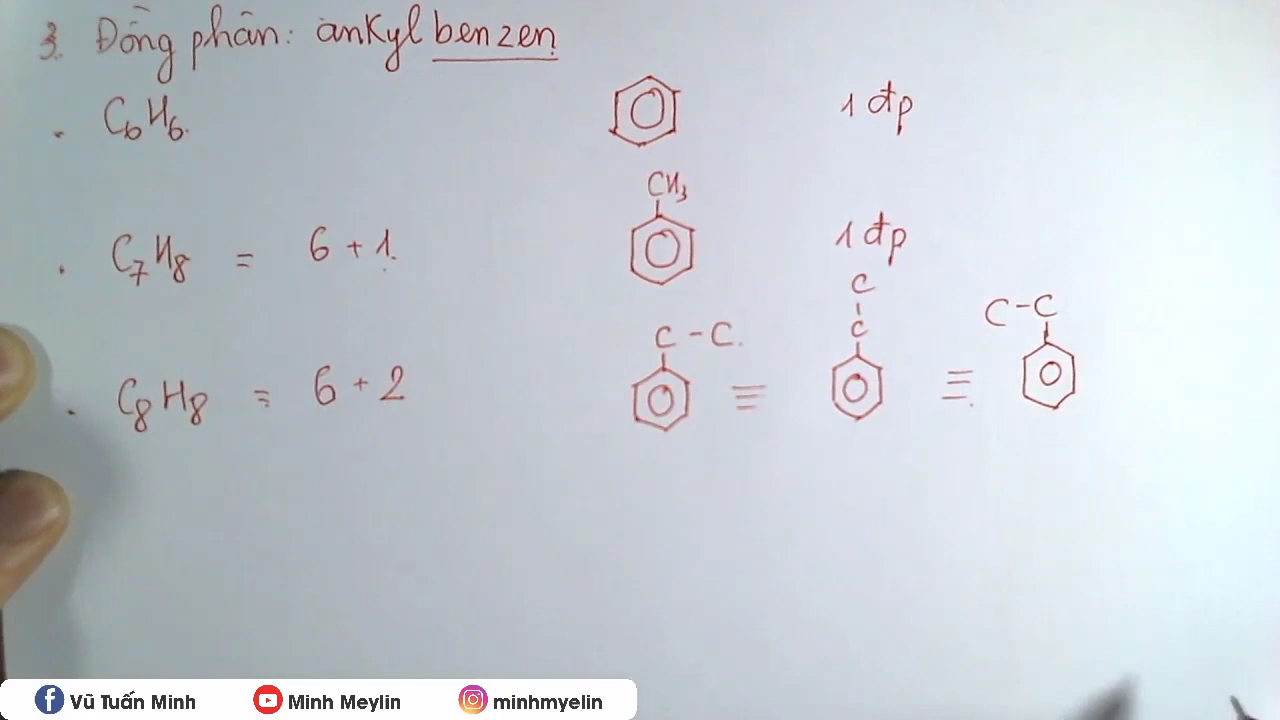 3. Đồng phân: ankyl benzen
. C6H6.
1 đp
CH3
. C7H8 = 6 + 1.
1 đp
C
C - C.
C
C - C
. C8H8 = 6 + 2
≡ ≡
Vũ Tuấn Minh Minh Meylin minhmyelin